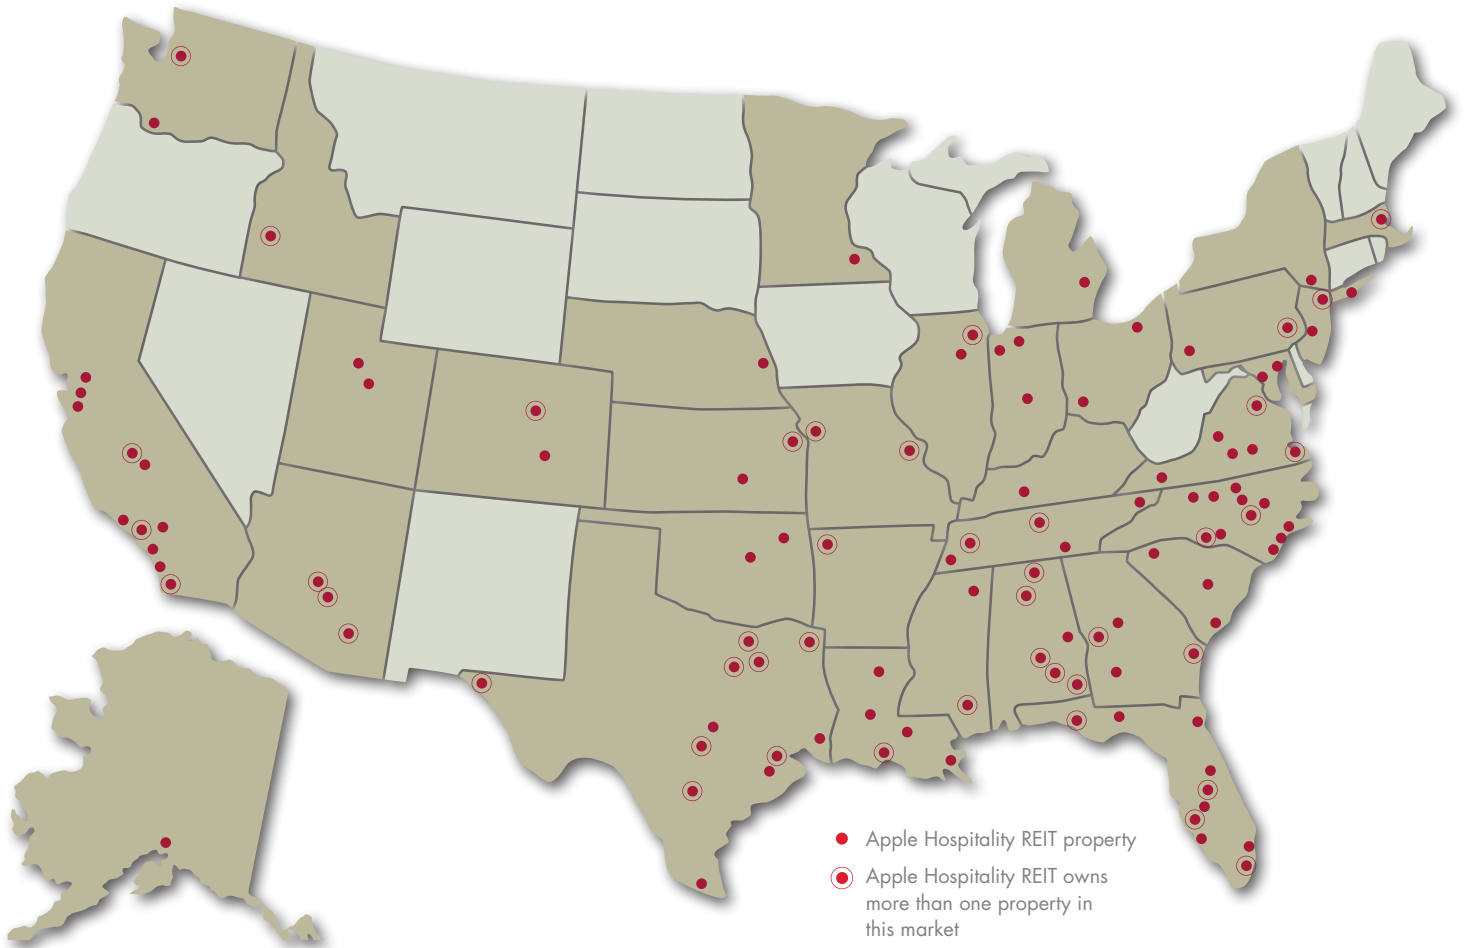 Apple Hospitality REIT property
Apple Hospitality REIT owns
more than one property in
this market